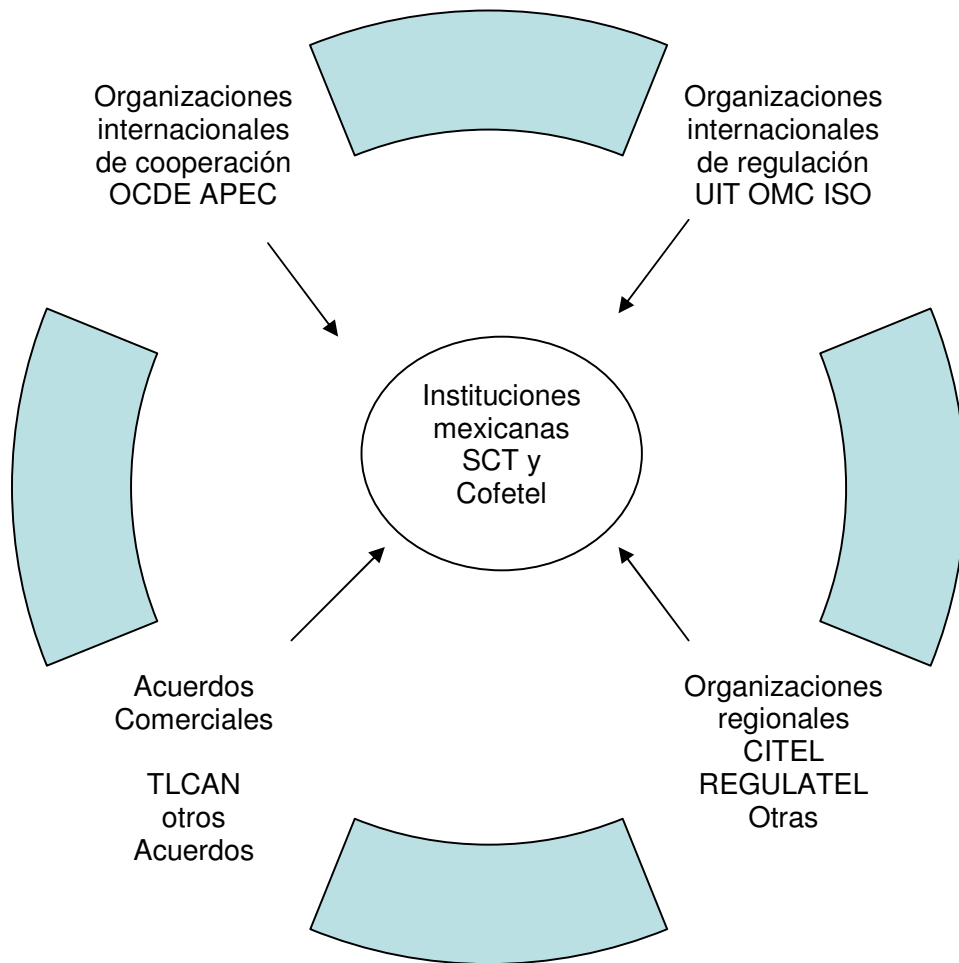 Organizaciones
internacionales
de cooperación
OCDE APEC
Organizaciones
internacionales
de regulación
UIT OMC ISO
Instituciones
mexicanas
SCT y
Cofetel
Acuerdos
Comerciales
TLCAN
otros
Acuerdos
Organizaciones
regionales
CITEL
REGULATEL
Otras